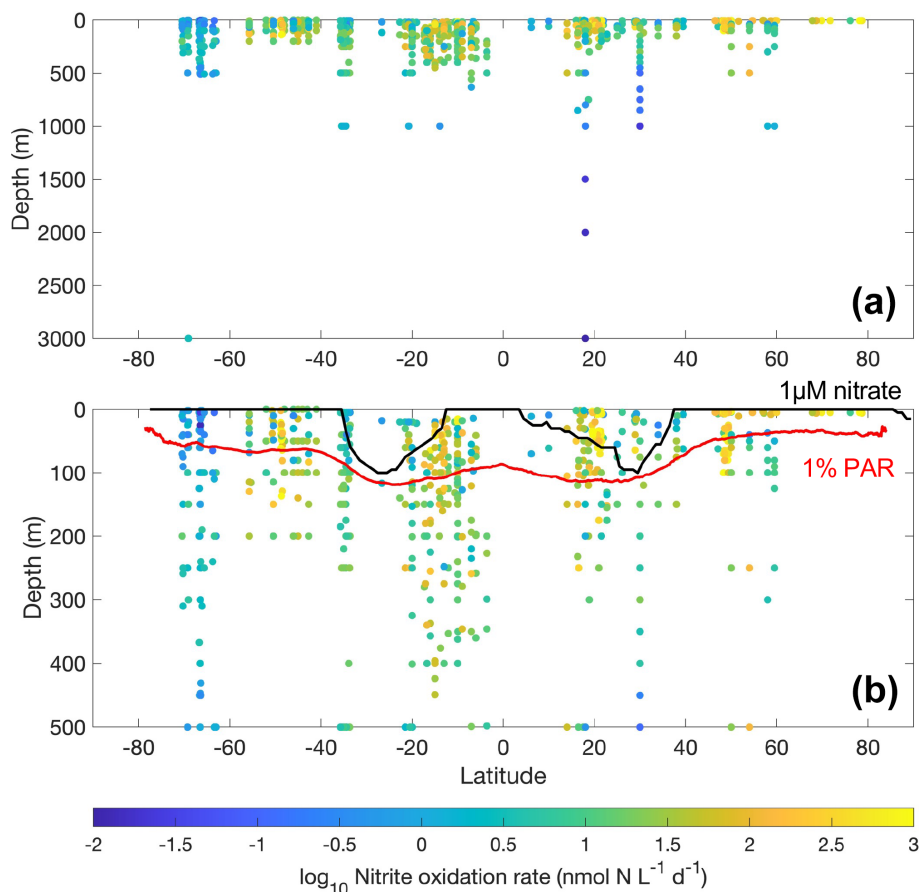 0
500
1000
1500
2000
2500
3000
Depth (m)
(a)
-80 -60 -40 -20 0 20 40 60 80
1µM nitrate
0
100
200
300
400
500
Depth (m)
1% PAR
(b)
-80 -60 -40 -20 0 20 40 60 80
Latitude
-2 -1.5 -1 -0.5 0 0.5 1 1.5 2 2.5 3
log10 Nitrite oxidation rate (nmol N L-1 d-1)